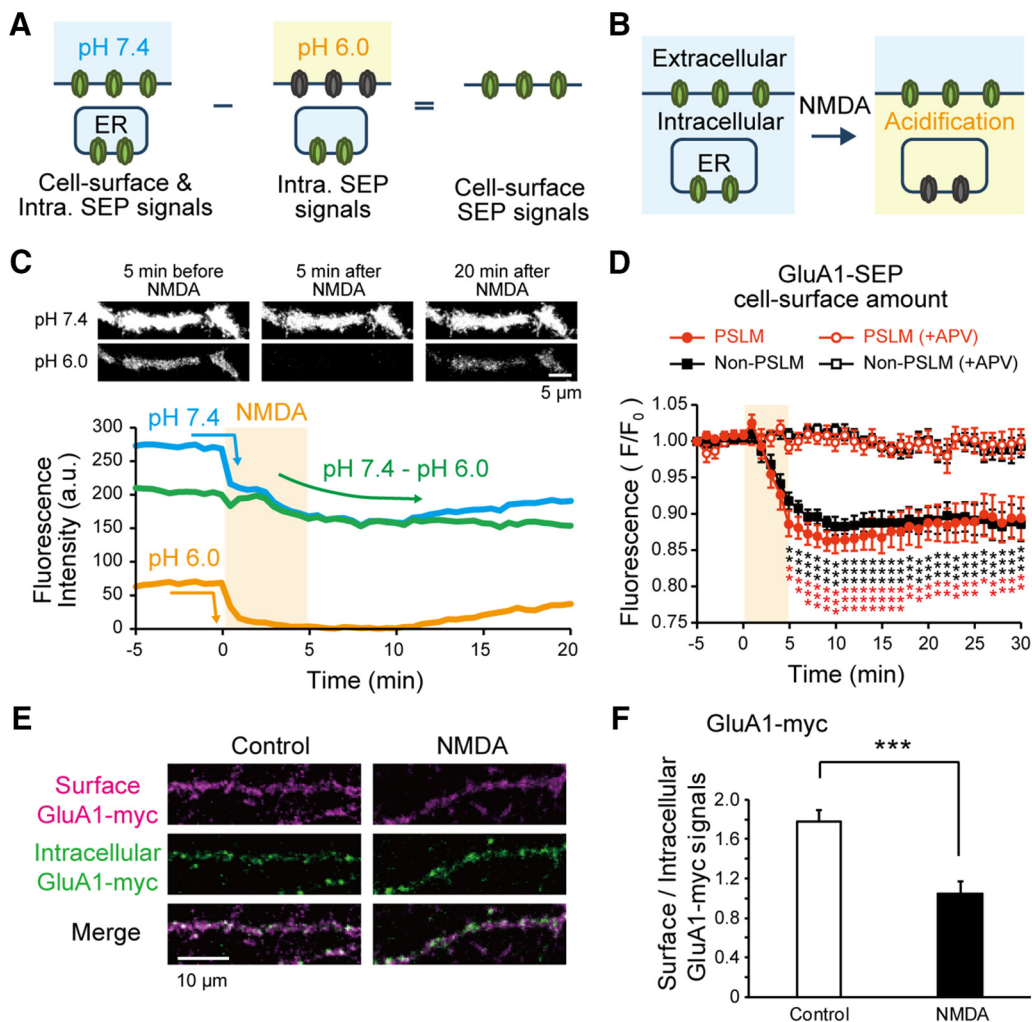 A
pH 7.4
ER
Cell-surface &
Intra. SEP signals
−
pH 6.0
Intra. SEP
signals
=
Cell-surface
SEP signals
B
Extracellular
Intracellular
ER
NMDA
Acidification
C
5 min before
NMDA
5 min after
NMDA
20 min after
NMDA
pH 7.4
pH 6.0
5 µm
Fluorescence
Intensity (a.u.)
300
250
200
150
100
50
0
pH 7.4
NMDA
pH 7.4 - pH 6.0
pH 6.0
-5 0 5 10 15 20
Time (min)
D
GluA1-SEP
cell-surface amount
PSLM PSLM (+APV)
Non-PSLM Non-PSLM (+APV)
Fluorescence ( F/F0 )
1.05
1.00
0.95
0.90
0.85
0.80
0.75
-5 0 5 10 15 20 25 30
Time (min)
E
Control NMDA
Surface
GluA1-myc
Intracellular
GluA1-myc
Merge
10 µm
F
GluA1-myc
***
Surface / Intracellular
GluA1-myc signals
2.0
1.6
1.2
0.8
0.4
0
Control NMDA